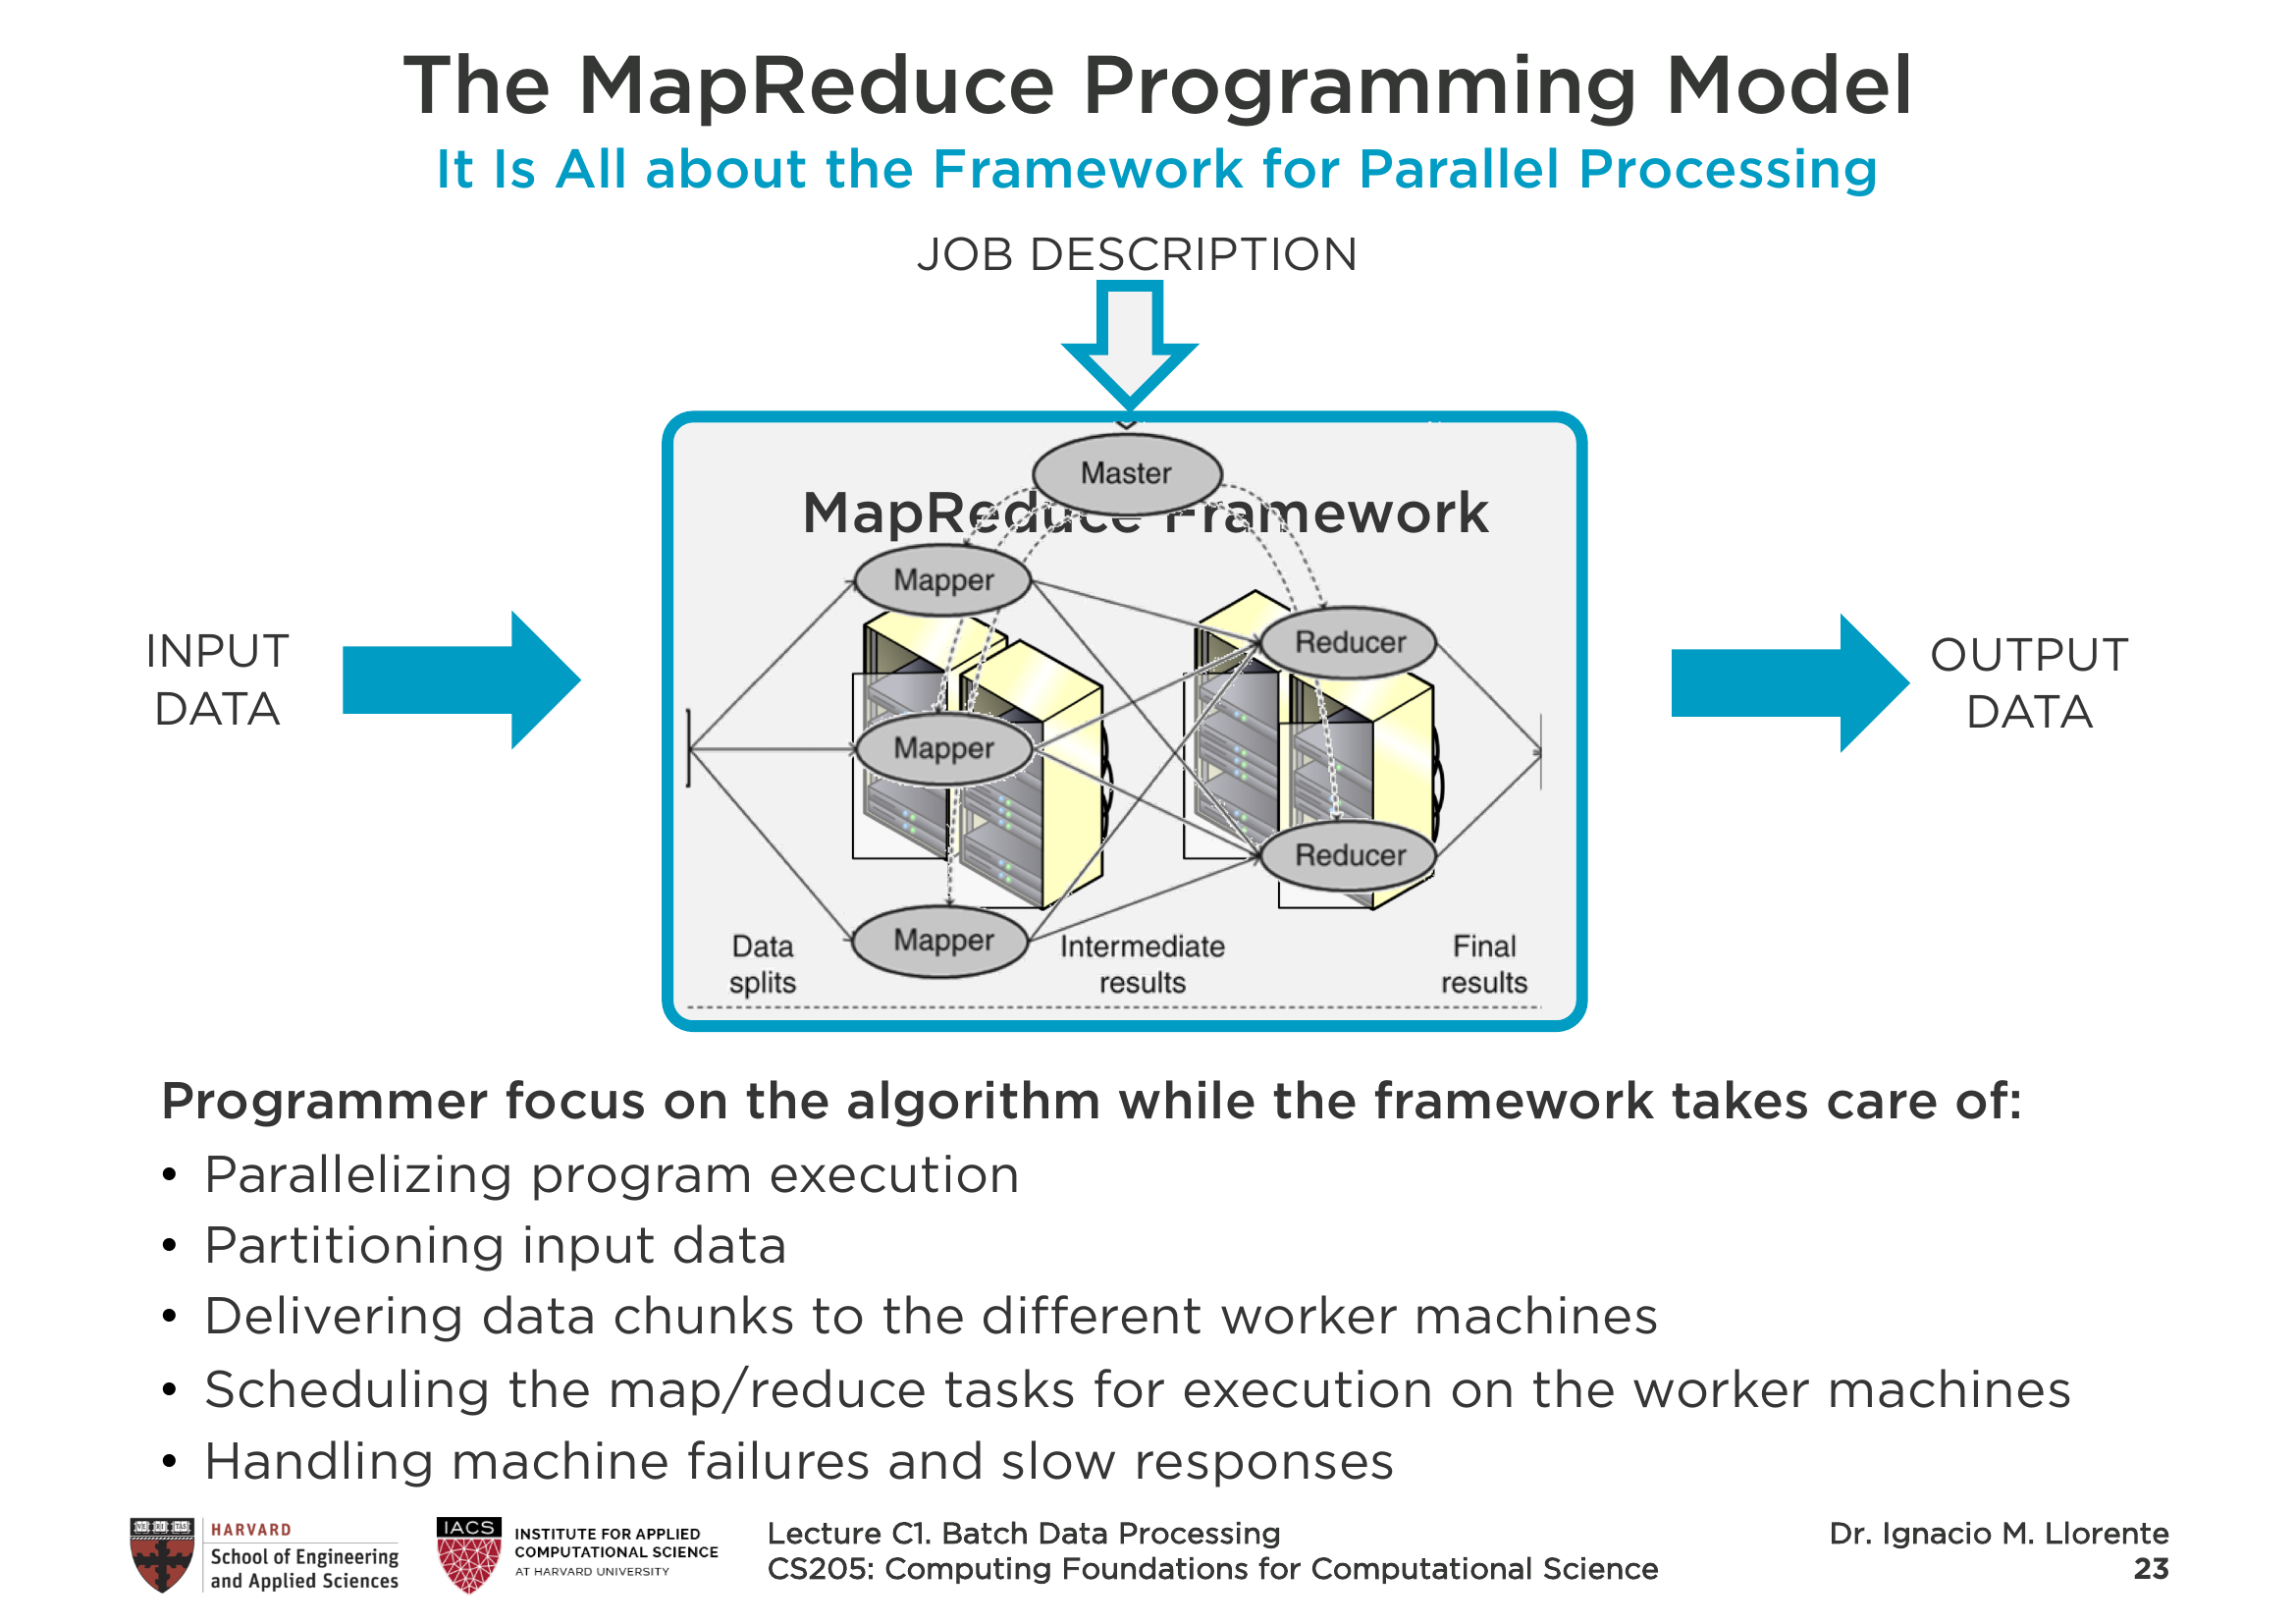 The MapReduce Programming Model
It Is All about the Framework for Parallel Processing
JOB DESCRIPTION
Master
MapReduce Framework
Mapper
Reducer
INPUT
DATA
OUTPUT
DATA
Mapper
Reducer
Mapper
Data
splits
Intermediate
results
Final
results
Programmer focus on the algorithm while the framework takes care of:
• Parallelizing program execution
• Partitioning input data
• Delivering data chunks to the different worker machines
• Scheduling the map/reduce tasks for execution on the worker machines
• Handling machine failures and slow responses
VE RI TAS
HARVARD
School of Engineering
and Applied Sciences
IACS
INSTITUTE FOR APPLIED
COMPUTATIONAL SCIENCE
AT HARVARD UNIVERSITY
Lecture C1. Batch Data Processing
CS205: Computing Foundations for Computational Science
Dr. Ignacio M. Llorente
23